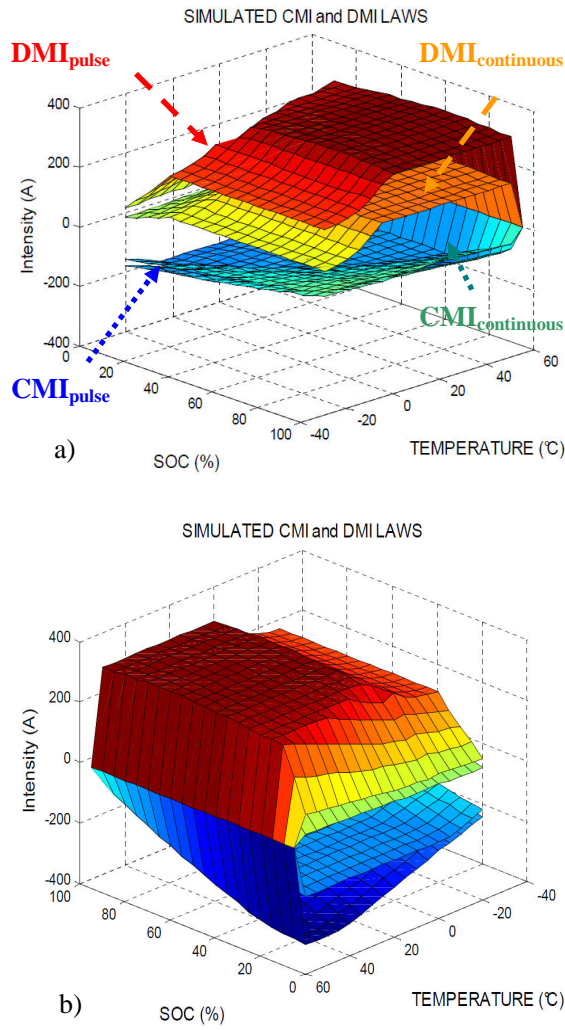 SIMULATED CMI and DMI LAWS
DMIpulse
DMIcontinuous
400
200
0
-200
-400
Intensity (A)
CMIcontinuous
CMIpulse
0
20
40
60
80
100
-40
-20
0
20
40
60
SOC (%)
TEMPERATURE (°C)
a)
SIMULATED CMI and DMI LAWS
400
200
0
-200
-400
Intensity (A)
100
80
60
40
20
0
60
40
20
0
-20
-40
SOC (%)
TEMPERATURE (°C)
b)